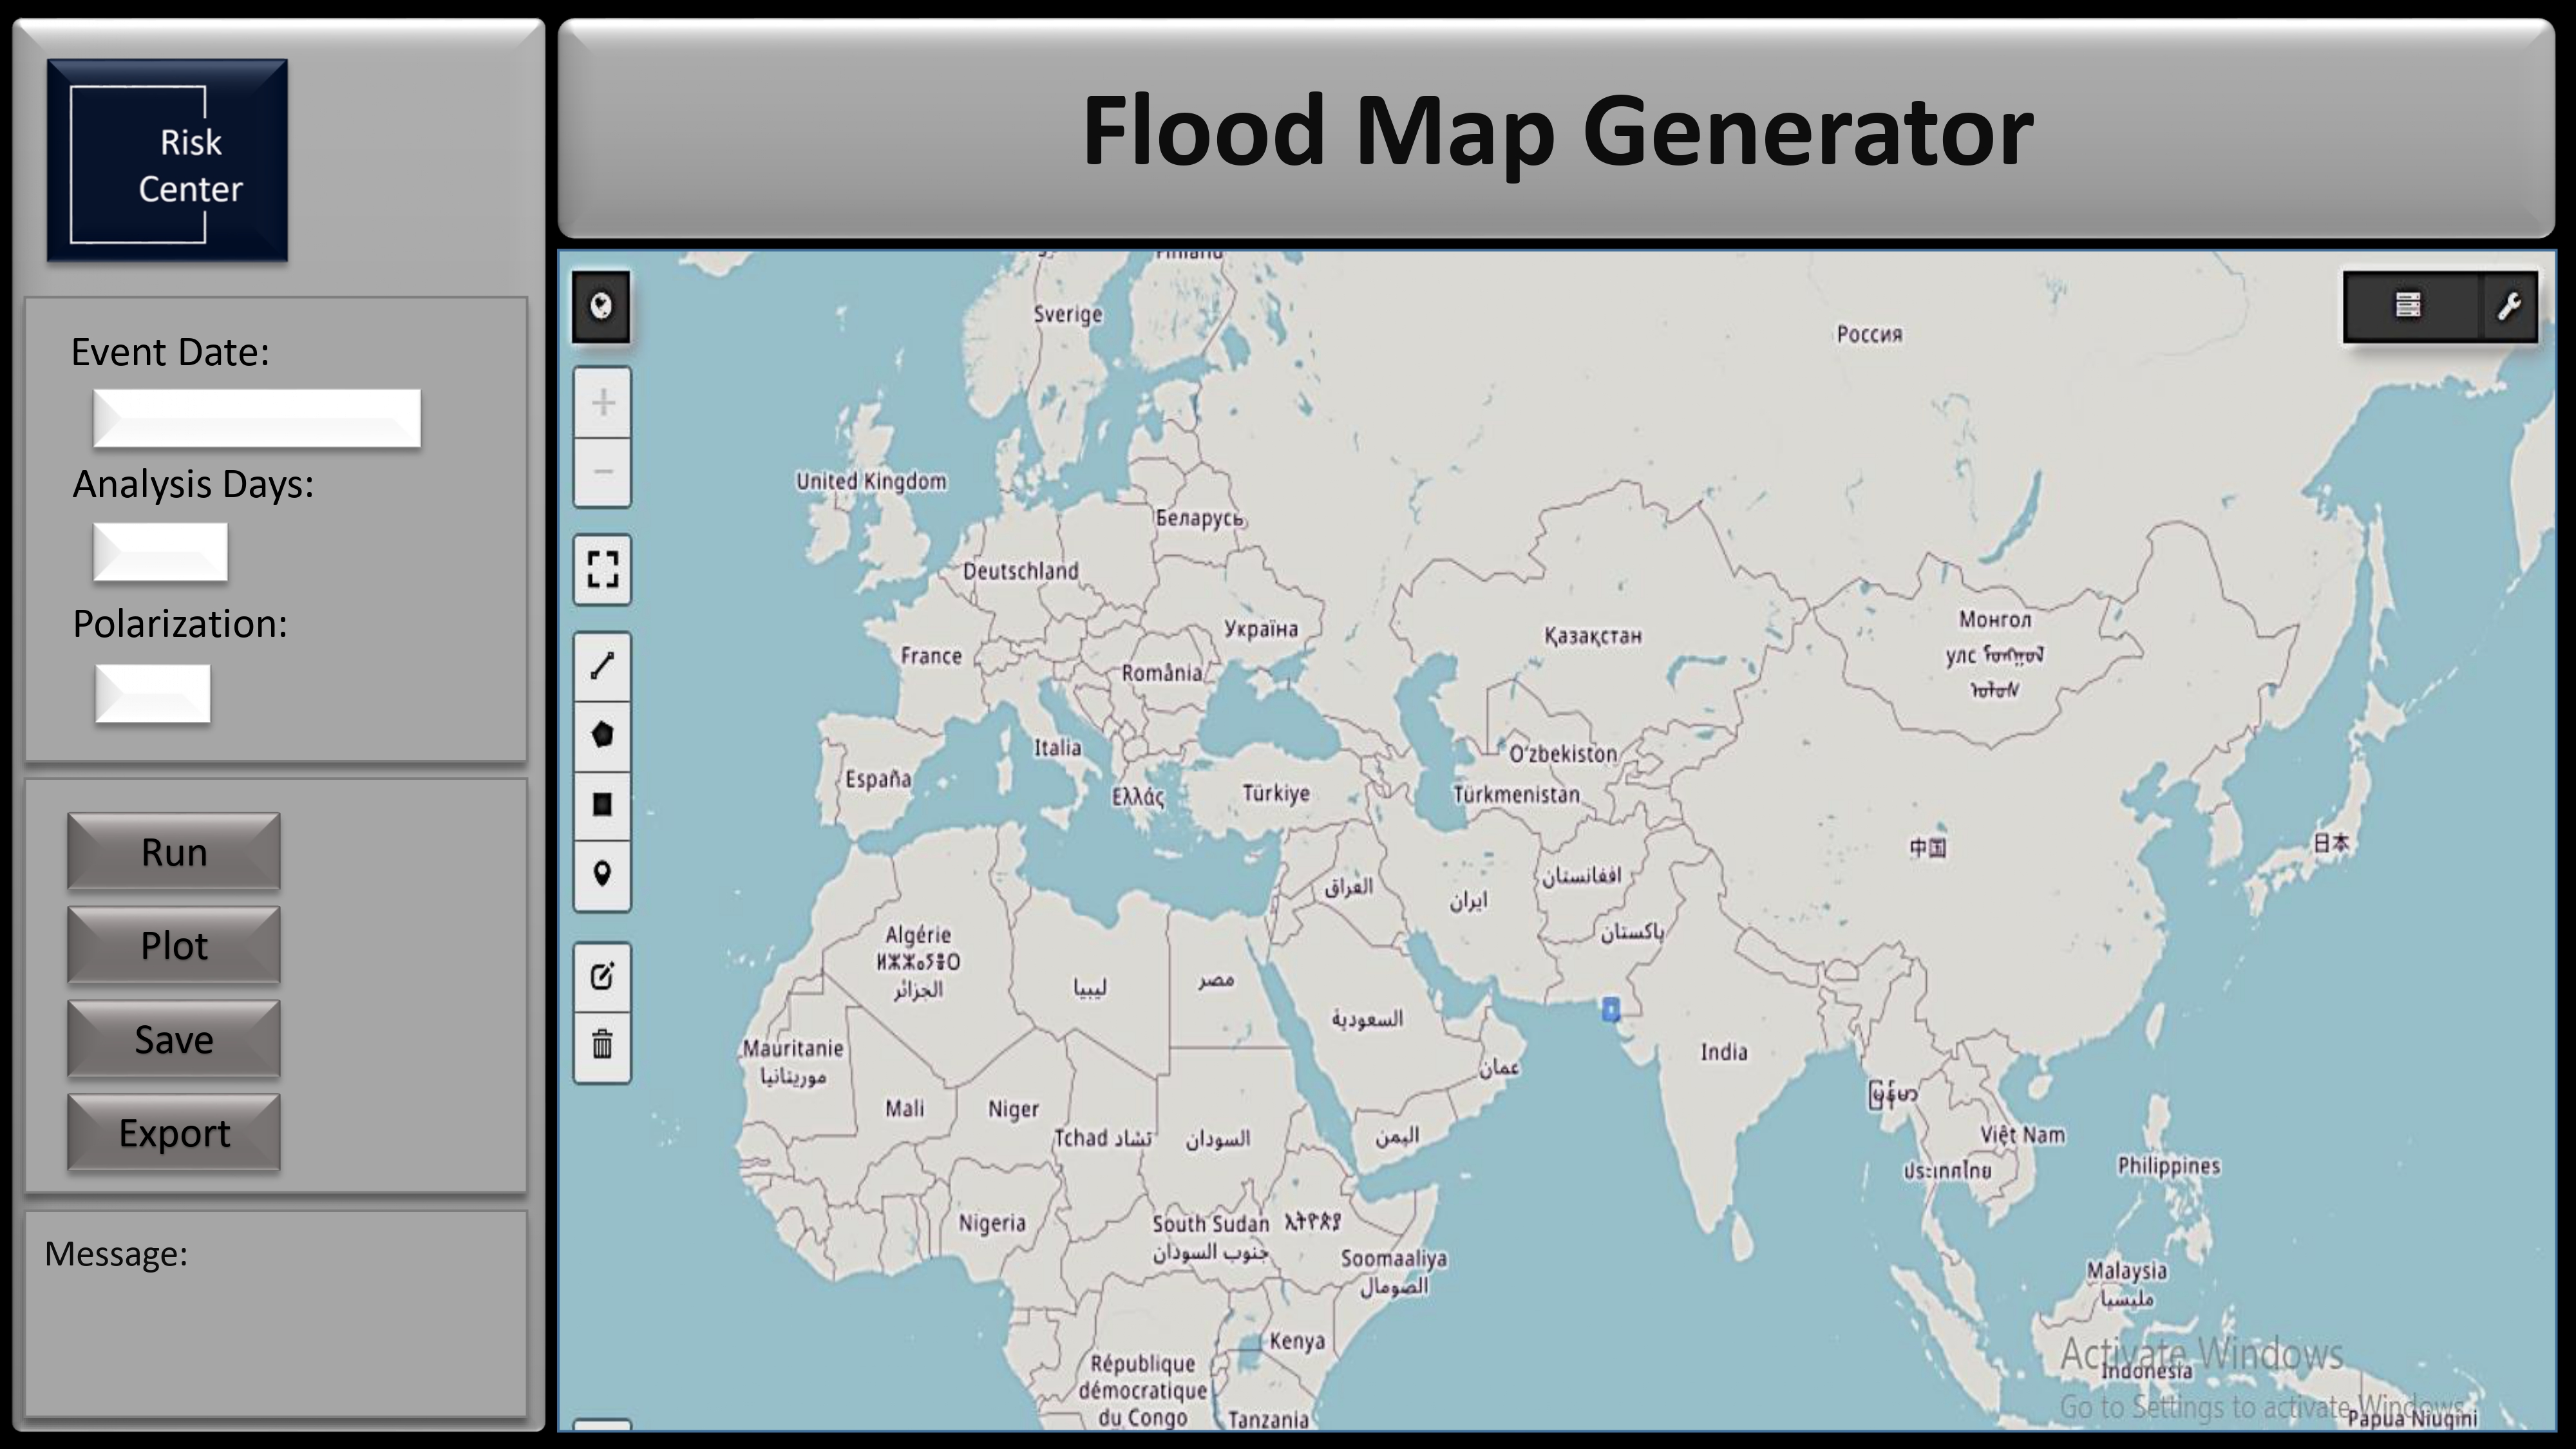 Risk
Center
Flood Map Generator
Event Date:
Analysis Days:
Polarization:
Run
Plot
Save
Export
Message:
Sverige
Россия
United Kingdom
Беларусь
Deutschland
Україна
Қазақстан
Монгол
улс
France
România
Italia
O'zbekiston
España
Ελλάς
Türkiye
Türkmenistan
中国
日本
العراق
ایران
افغانستان
پاکستان
Algérie
ⵍⵣⵣⴰⵢⴻⵔ
الجزائر
ليبيا
مصر
السعودية
عمان
India
Mauritanie
موريتانيا
Mali
Niger
Tchad تشاد
السودان
اليمن
မြန်မာ
Việt Nam
ประเทศไทย
Philippines
Nigeria
South Sudan
جنوب السودان
ኢትዮጵያ
Soomaaliya
الصومال
Malaysia
مليسيا
Kenya
République
démocratique
du Congo
Tanzania
Indonesia
Papua Niugini
Activate Windows
Go to Settings to activate Windows.